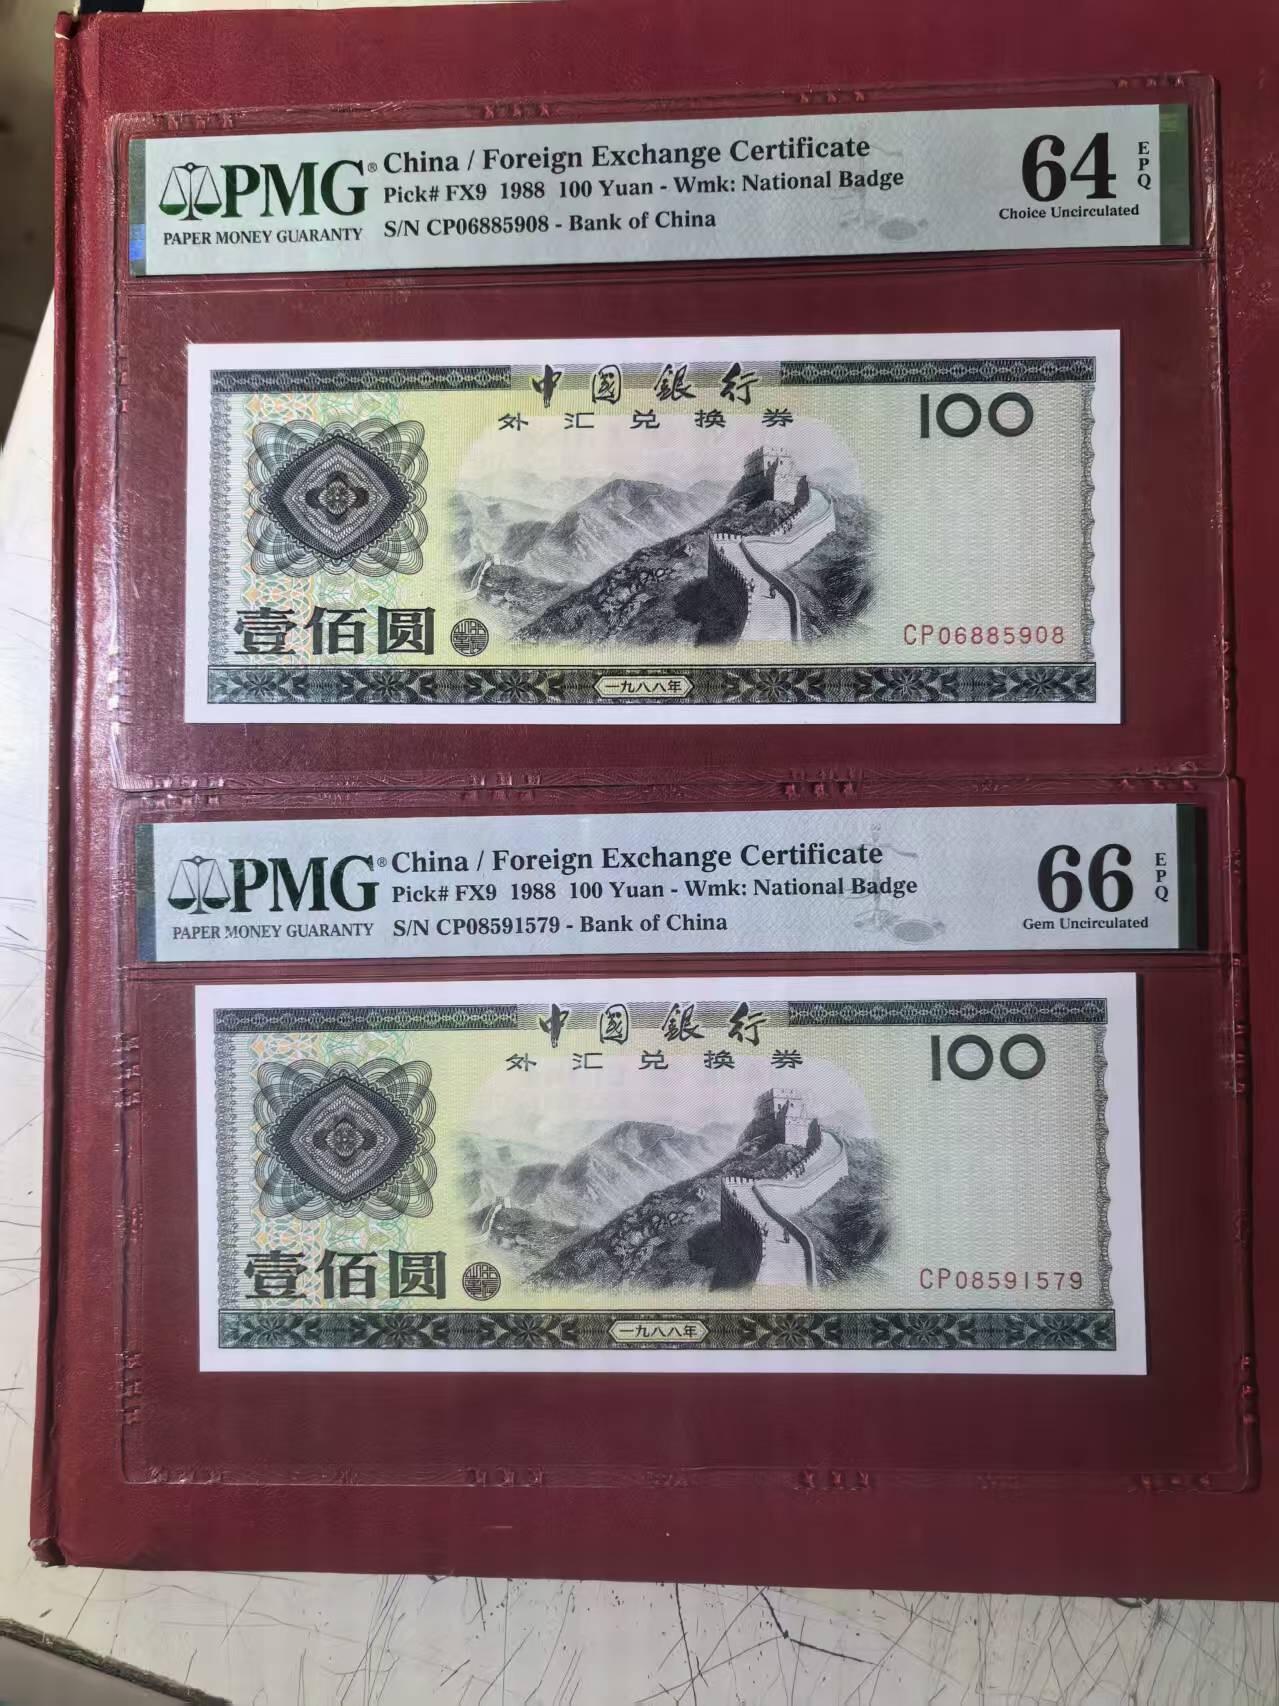 PMG®
PAPER MONEY GUARANTY
China / Foreign Exchange Certificate
Pick# FX9 1988 100 Yuan - Wmk: National Badge
S/N CP06885908 - Bank of China
64
EPQ
Choice Uncirculated
中國銀行
外汇兑换券
100
壹佰圆
CP06885908
一九八八年
PMG®
PAPER MONEY GUARANTY
China / Foreign Exchange Certificate
Pick# FX9 1988 100 Yuan - Wmk: National Badge
S/N CP08591579 - Bank of China
66
EPQ
Gem Uncirculated
中國銀行
外汇兑换券
100
壹佰圆
CP08591579
一九八八年